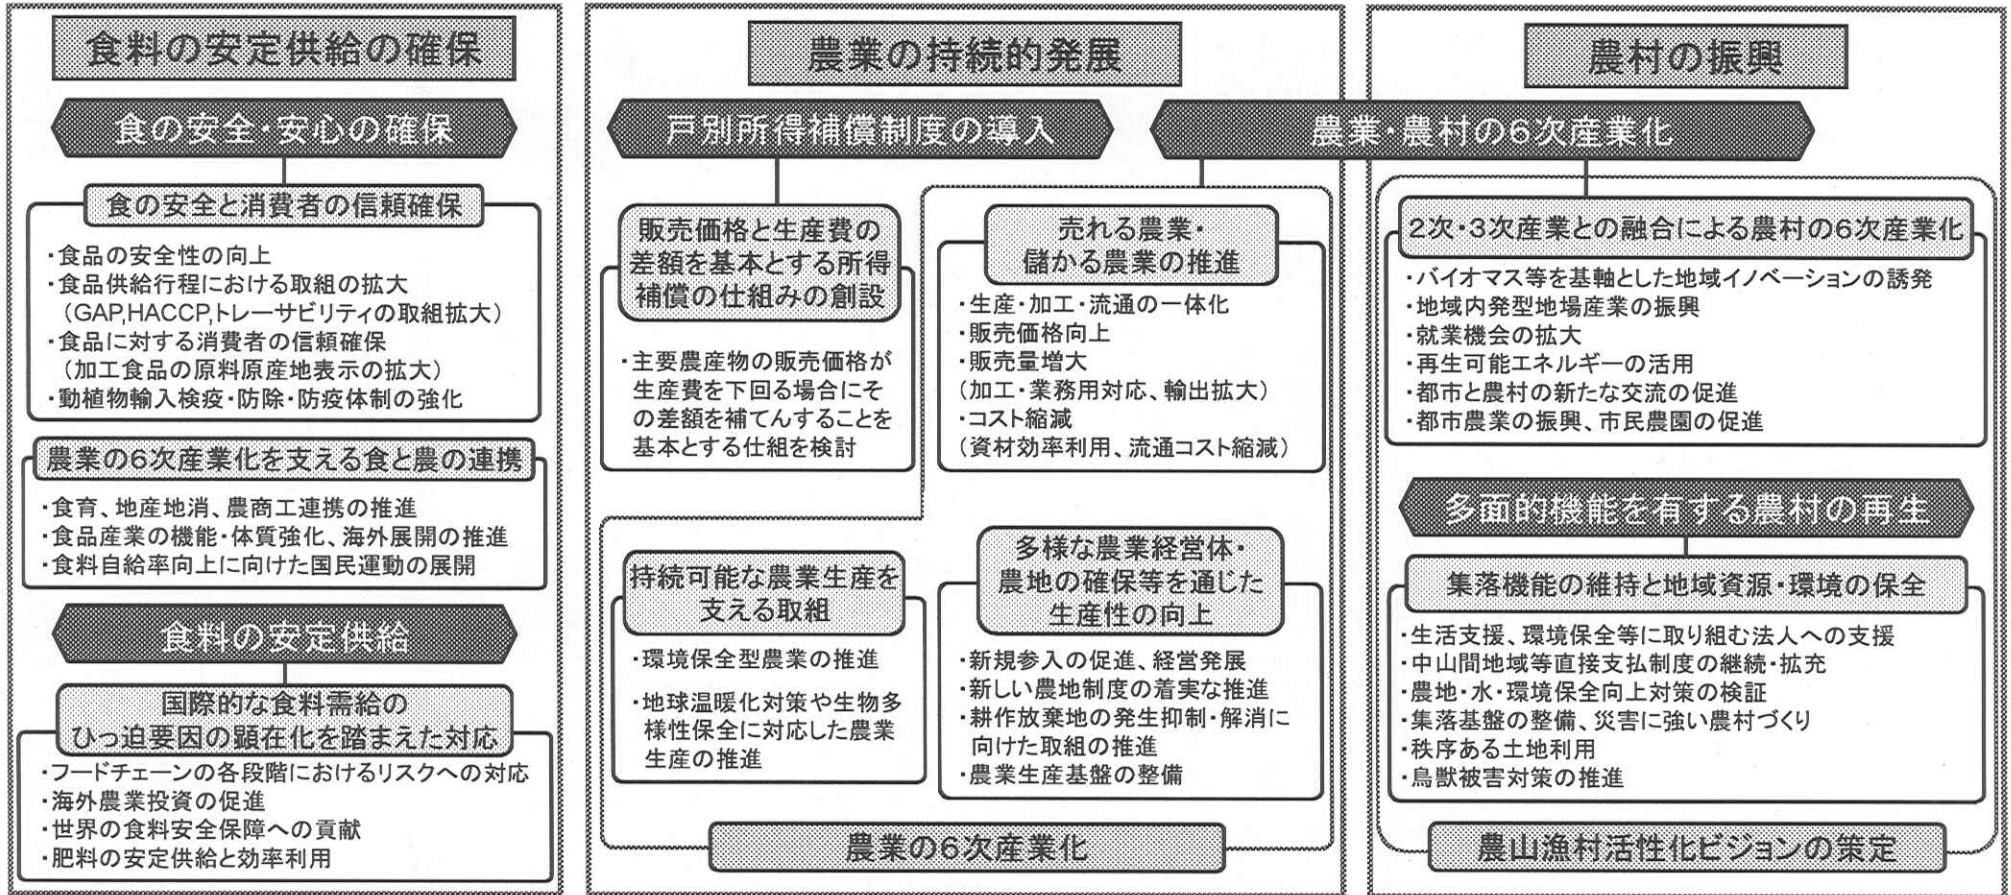 食料の安定供給の確保
食の安全・安心の確保
食の安全と消費者の信頼確保
・食品の安全性の向上
・食品供給行程における取組の拡大
（GAP,HACCP,トレーサビリティの取組拡大）
・食品に対する消費者の信頼確保
（加工食品の原料原産地表示の拡大）
・動植物輸入検疫・防除・防疫体制の強化
農業の6次産業化を支える食と農の連携
・食育、地産地消、農商工連携の推進
・食品産業の機能・体質強化、海外展開の推進
・食料自給率向上に向けた国民運動の展開
食料の安定供給
国際的な食料需給の
ひっ迫要因の顕在化を踏まえた対応
・フードチェーンの各段階におけるリスクへの対応
・海外農業投資の促進
・世界の食料安全保障への貢献
・肥料の安定供給と効率利用
農業の持続的発展
戸別所得補償制度の導入
農業・農村の6次産業化
販売価格と生産費の
差額を基本とする所得
補償の仕組みの創設
・主要農産物の販売価格が
生産費を下回る場合にそ
の差額を補てんすることを
基本とする仕組を検討
売れる農業・
儲かる農業の推進
・生産・加工・流通の一体化
・販売価格向上
・販売量増大
（加工・業務用対応、輸出拡大）
・コスト縮減
（資材効率利用、流通コスト縮減）
持続可能な農業生産を
支える取組
・環境保全型農業の推進
・地球温暖化対策や生物多
様性保全に対応した農業
生産の推進
多様な農業経営体・
農地の確保等を通じた
生産性の向上
・新規参入の促進、経営発展
・新しい農地制度の着実な推進
・耕作放棄地の発生抑制・解消に
向けた取組の推進
・農業生産基盤の整備
農業の6次産業化
農村の振興
2次・3次産業との融合による農村の6次産業化
・バイオマス等を基軸とした地域イノベーションの誘発
・地域内発型地場産業の振興
・就業機会の拡大
・再生可能エネルギーの活用
・都市と農村の新たな交流の促進
・都市農業の振興、市民農園の促進
多面的機能を有する農村の再生
集落機能の維持と地域資源・環境の保全
・生活支援、環境保全等に取り組む法人への支援
・中山間地域等直接支払制度の継続・拡充
・農地・水・環境保全向上対策の検証
・集落基盤の整備、災害に強い農村づくり
・秩序ある土地利用
・鳥獣被害対策の推進
農山漁村活性化ビジョンの策定